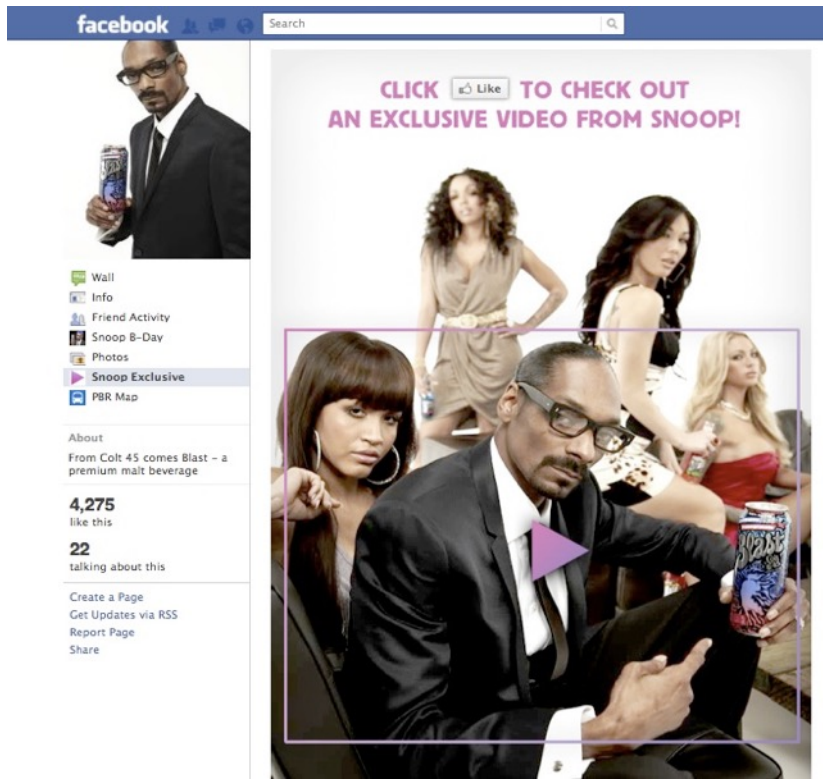 facebook
Search
CLICK Like TO CHECK OUT
AN EXCLUSIVE VIDEO FROM SNOOP!
Wall
Info
Friend Activity
Snoop B-Day
Photos
Snoop Exclusive
PBR Map
About
From Colt 45 comes Blast – a
premium malt beverage
4,275
like this
22
talking about this
Create a Page
Get Updates via RSS
Report Page
Share
Blast
Blast